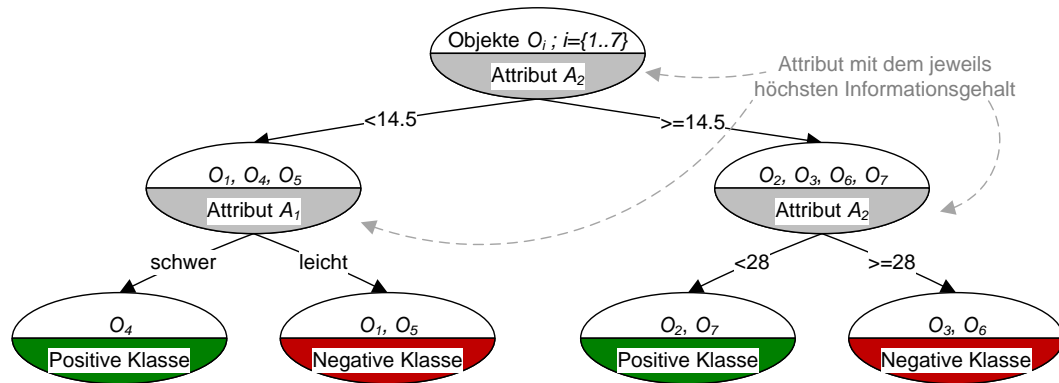 Objekte O_i ; i={1..7}
Attribut A_2
Attribut mit dem jeweils
höchsten Informationsgehalt
<14.5
>=14.5
O_1, O_4, O_5
Attribut A_1
O_2, O_3, O_6, O_7
Attribut A_2
schwer
leicht
<28
>=28
O_4
Positive Klasse
O_1, O_5
Negative Klasse
O_2, O_7
Positive Klasse
O_3, O_6
Negative Klasse